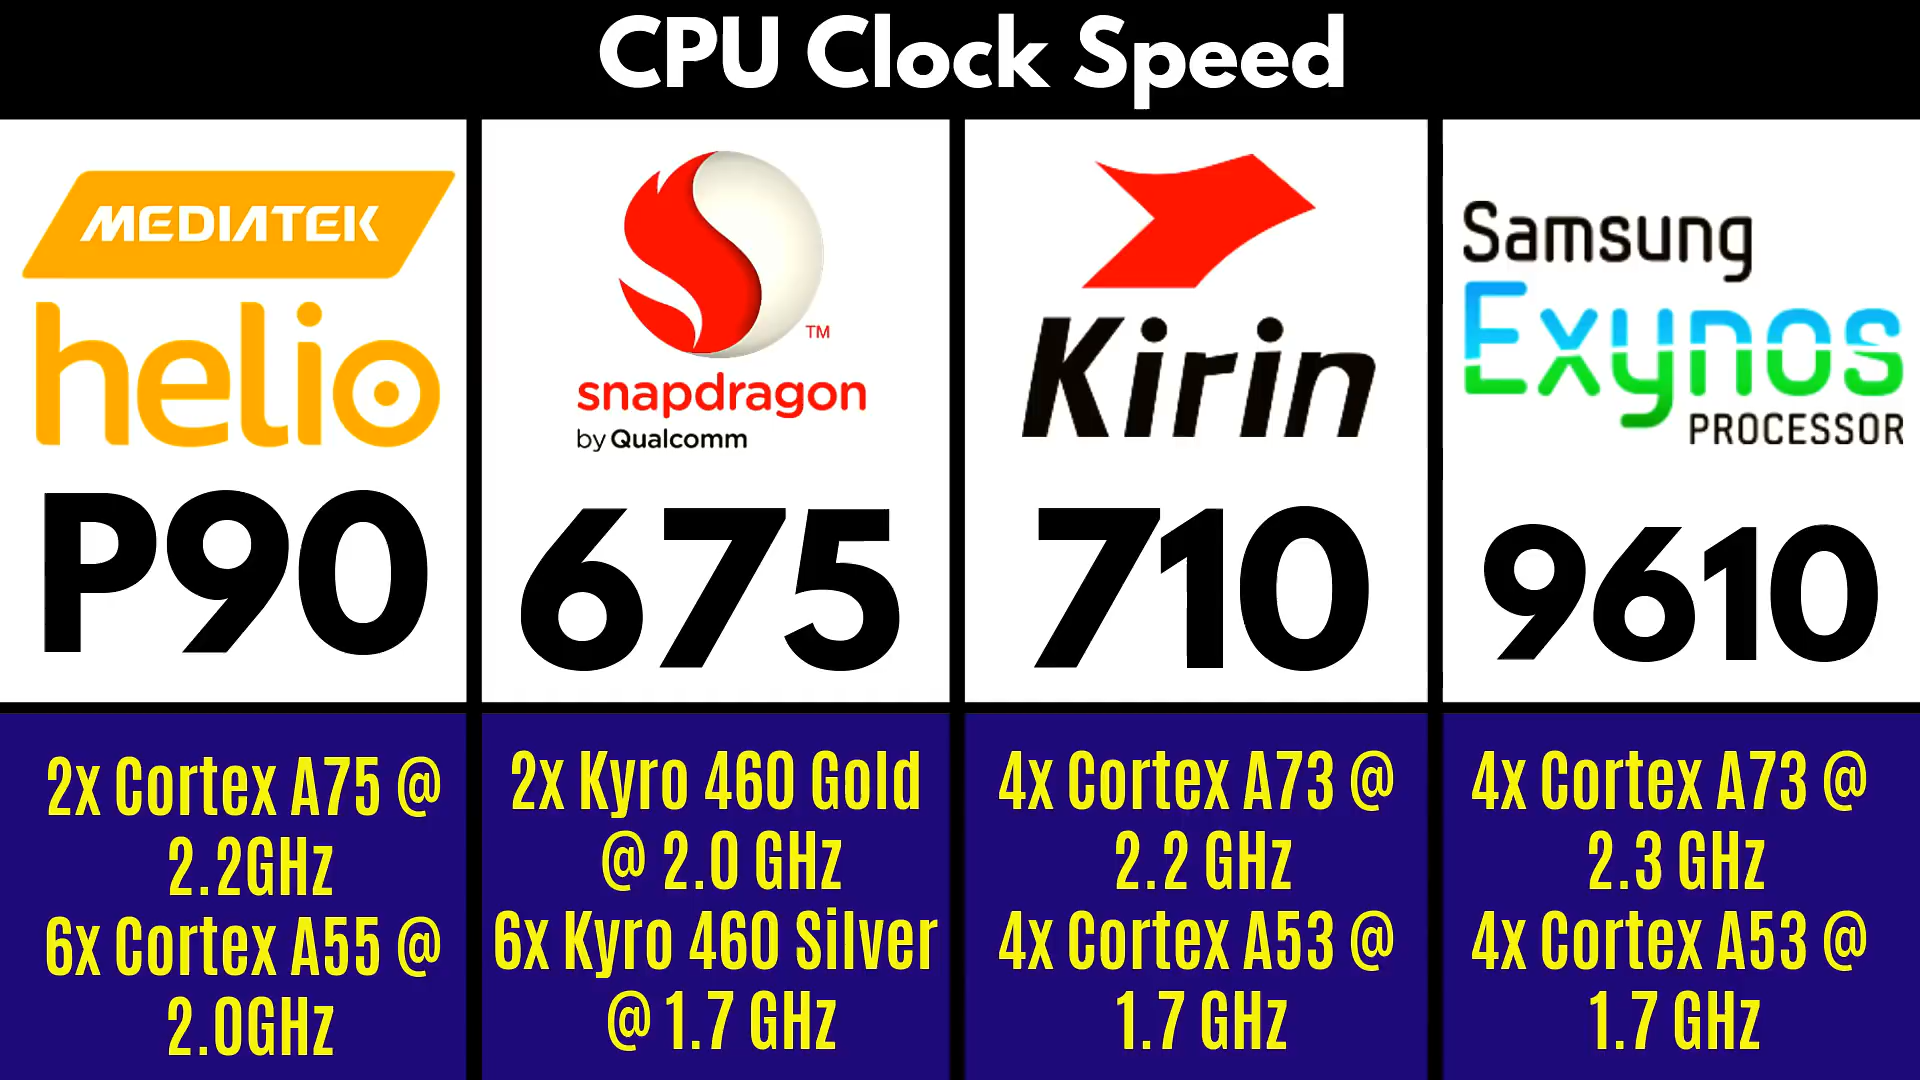 CPU Clock Speed
MEDIATEK
helio
P90
2x Cortex A75 @
2.2GHz
6x Cortex A55 @
2.0GHz
TM
snapdragon
by Qualcomm
675
2x Kyro 460 Gold
@ 2.0 GHz
6x Kyro 460 Silver
@ 1.7 GHz
Kirin
710
4x Cortex A73 @
2.2 GHz
4x Cortex A53 @
1.7 GHz
Samsung
Exynos
PROCESSOR
9610
4x Cortex A73 @
2.3 GHz
4x Cortex A53 @
1.7 GHz